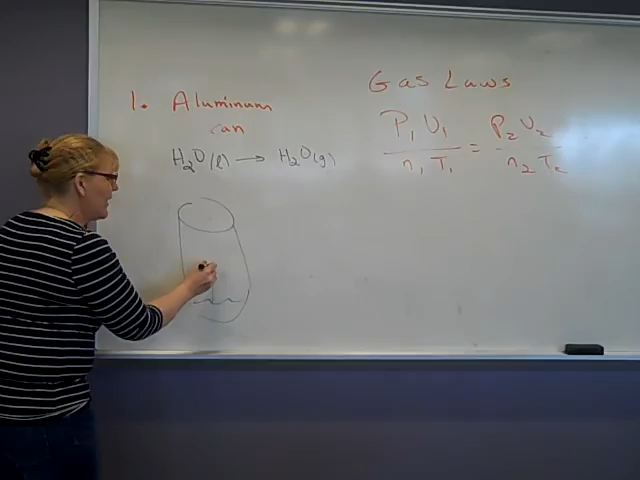 Gas Laws
1. Aluminum
can
H₂O(l) → H₂O(g)
P₁V₁ / n₁T₁ = P₂V₂ / n₂T₂